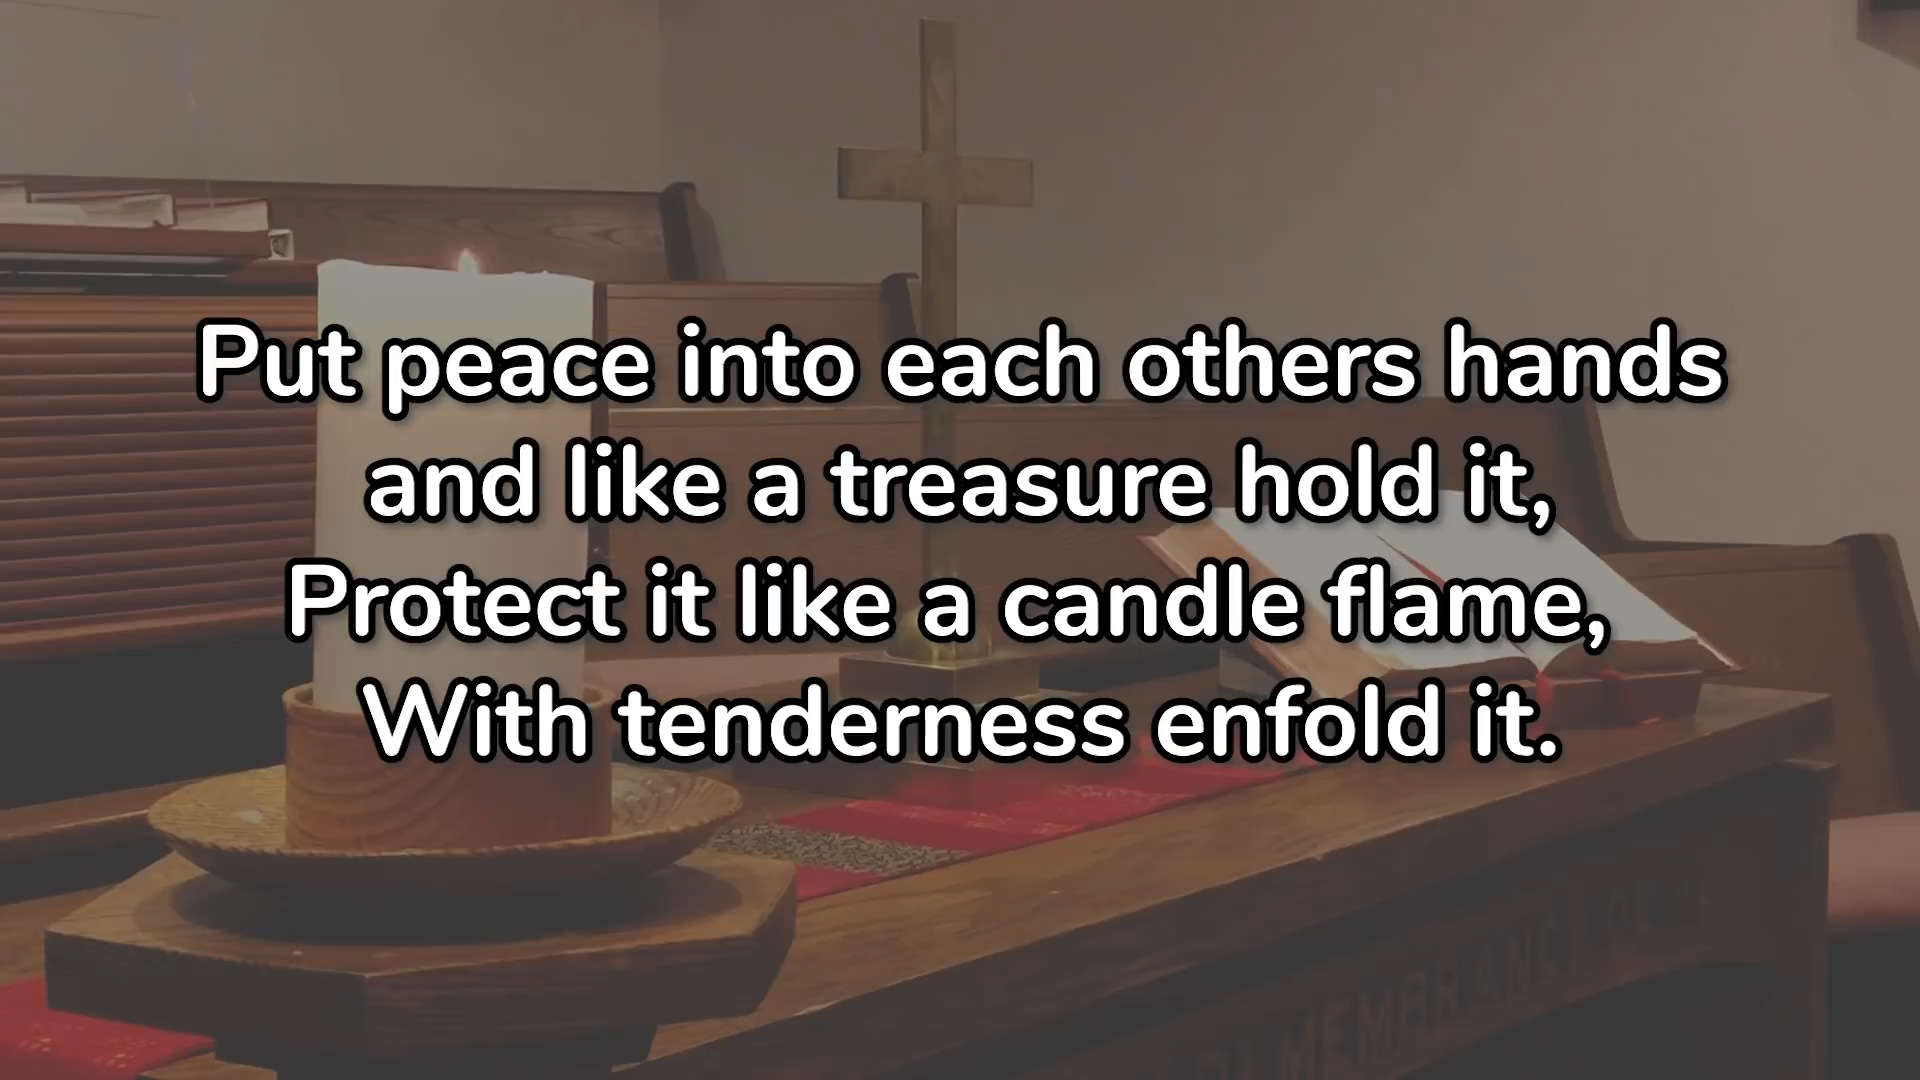 Put peace into each others hands
and like a treasure hold it,
Protect it like a candle flame,
With tenderness enfold it.